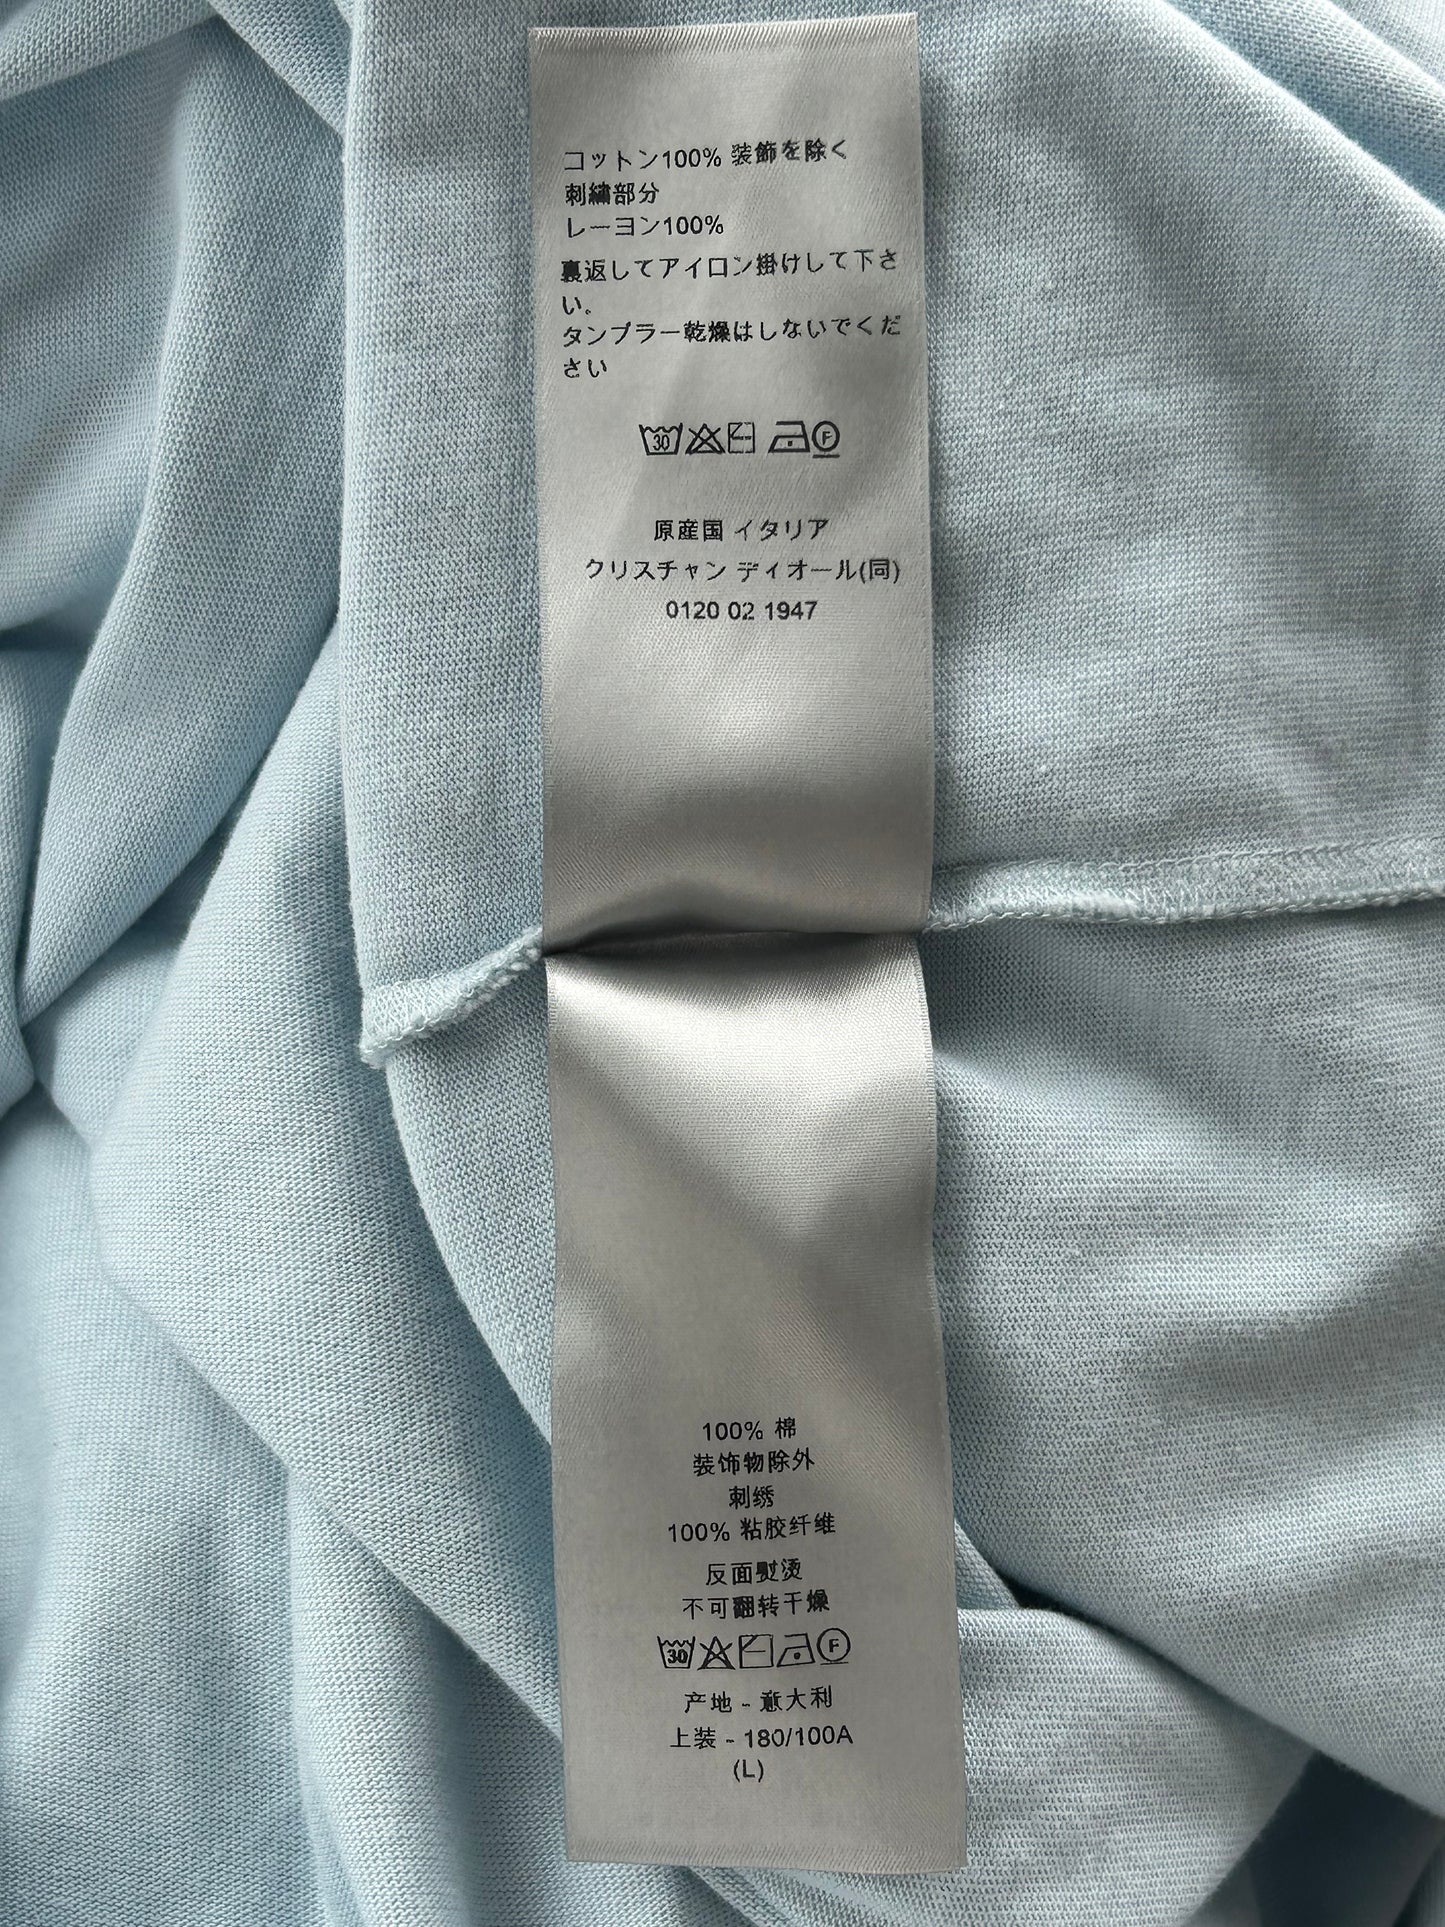 コットン100% 装飾を除く
刺繍部分
レーヨン100%
裏返してアイロン掛けして下さ
い。
タンブラー乾燥はしないでくだ
さい
30 F
原産国 イタリア
クリスチャン ディオール(同)
0120 02 1947
100% 棉
装饰物除外
刺绣
100% 粘胶纤维
反面熨烫
不可翻转干燥
30 F
产地 - 意大利
上装 - 180/100A
(L)